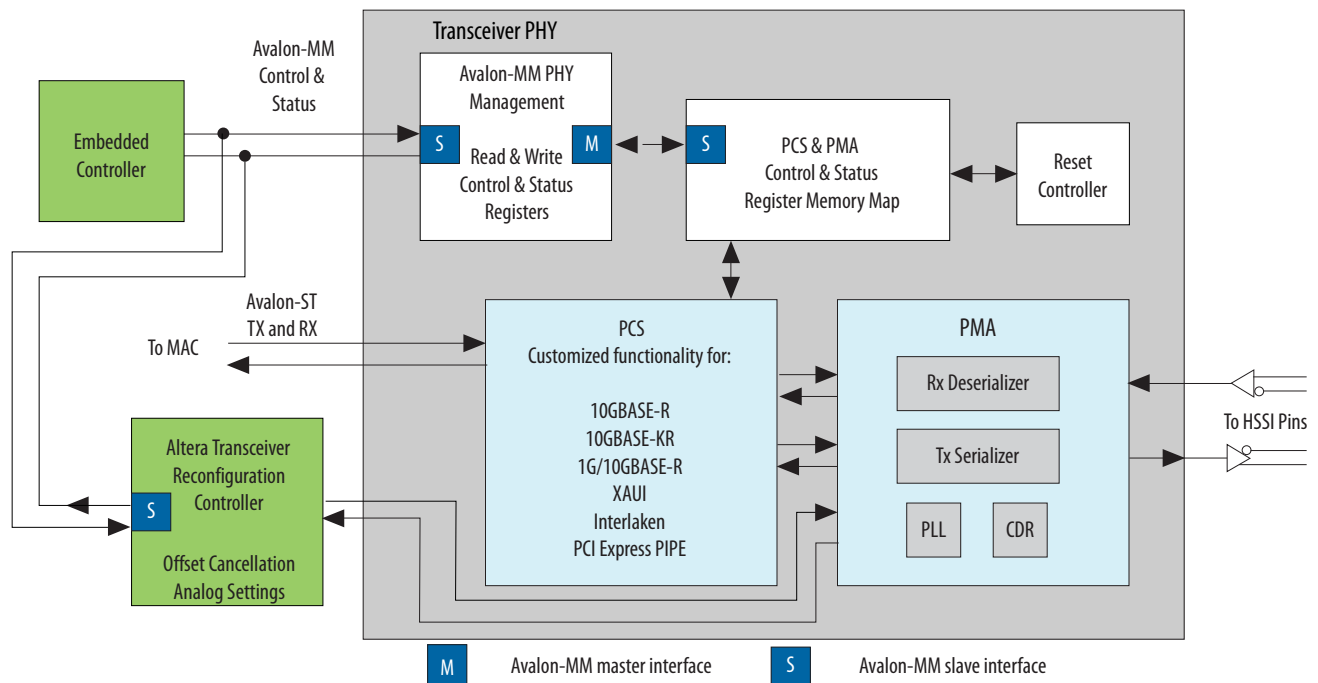 Transceiver PHY
Avalon-MM
Control &
Status
Embedded
Controller
Avalon-MM PHY
Management
S
M
Read & Write
Control & Status
Registers
S
PCS & PMA
Control & Status
Register Memory Map
Reset
Controller
Avalon-ST
TX and RX
To MAC
PCS
Customized functionality for:
10GBASE-R
10GBASE-KR
1G/10GBASE-R
XAUI
Interlaken
PCI Express PIPE
PMA
Rx Deserializer
Tx Serializer
PLL
CDR
To HSSI Pins
Altera Transceiver
Reconfiguration
Controller
S
Offset Cancellation
Analog Settings
M
Avalon-MM master interface
S
Avalon-MM slave interface